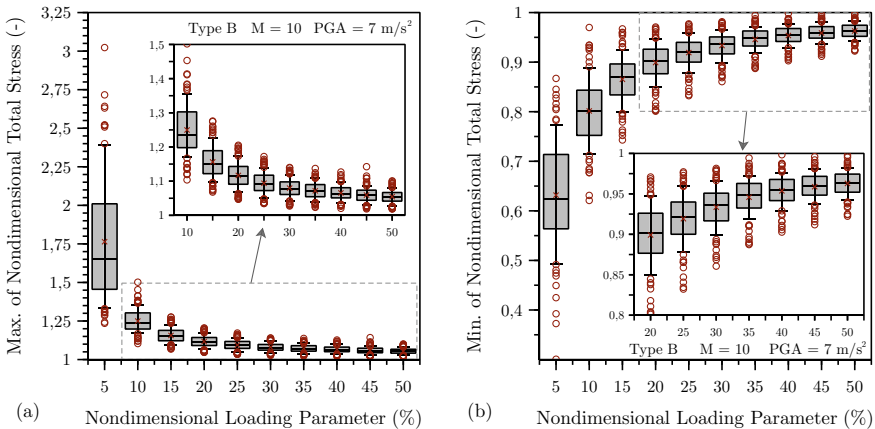 (a)
Max. of Nondimensional Total Stress (-)
3,25
3
2,75
2,5
2,25
2
1,75
1,5
1,25
1
5 10 15 20 25 30 35 40 45 50
Nondimensional Loading Parameter (%)
Type B M = 10 PGA = 7 m/s²
1,5
1,4
1,3
1,2
1,1
1
10 20 30 40 50
(b)
Min. of Nondimensional Total Stress (-)
1
0,9
0,8
0,7
0,6
0,5
0,4
5 10 15 20 25 30 35 40 45 50
Nondimensional Loading Parameter (%)
1
0,95
0,9
0,85
0,8
20 25 30 35 40 45 50
Type B M = 10 PGA = 7 m/s²